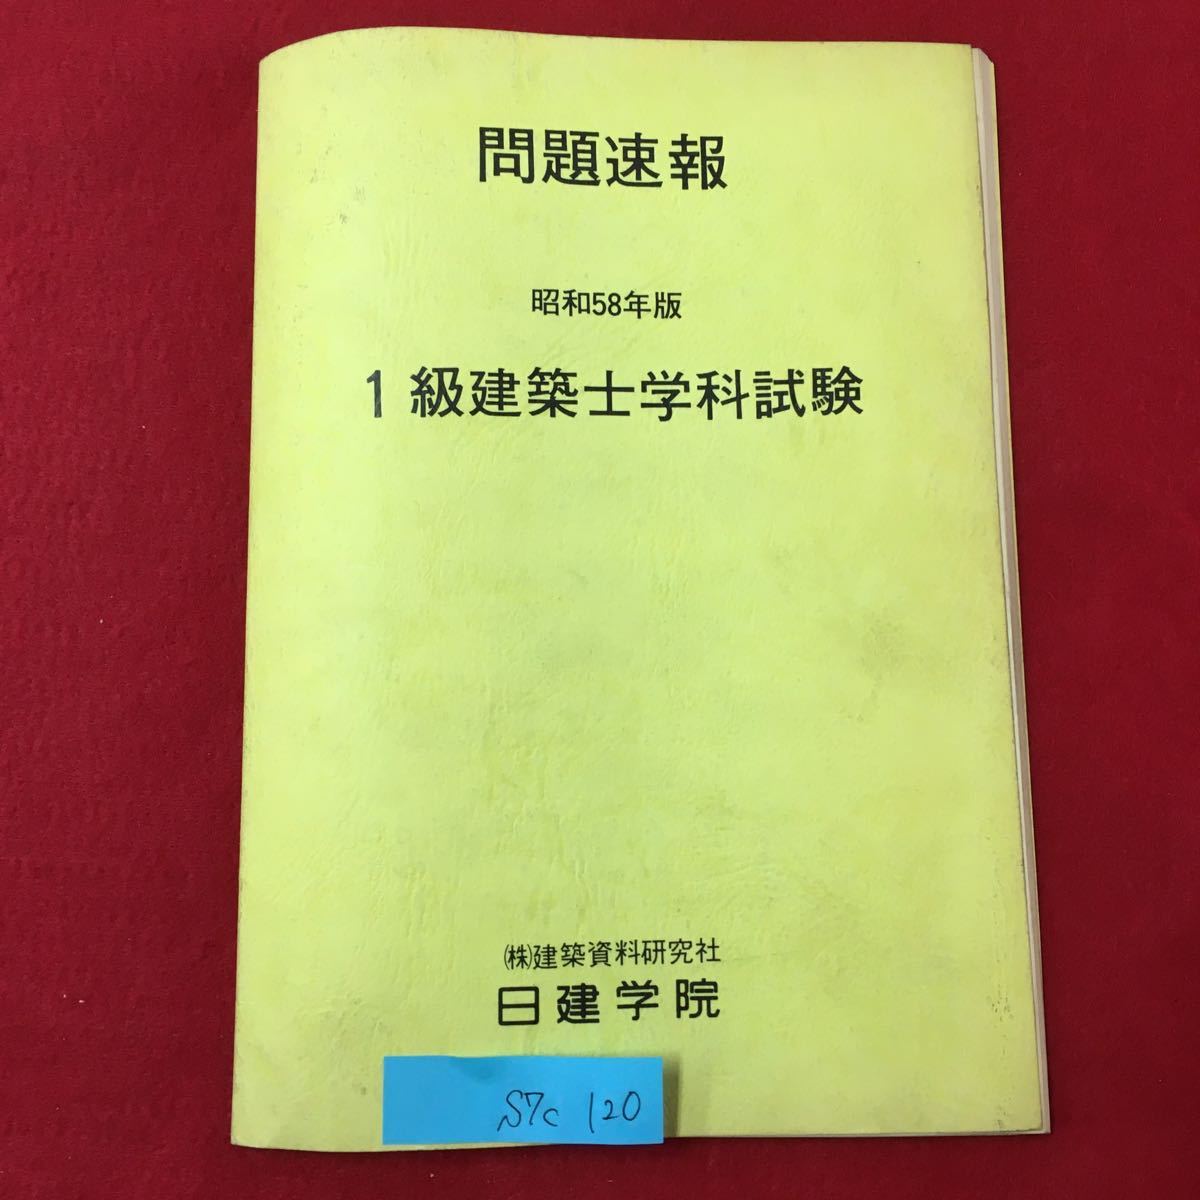 問題速報
昭和58年版
1級建築士学科試験
㈱建築資料研究社
日建学院
S7c 120